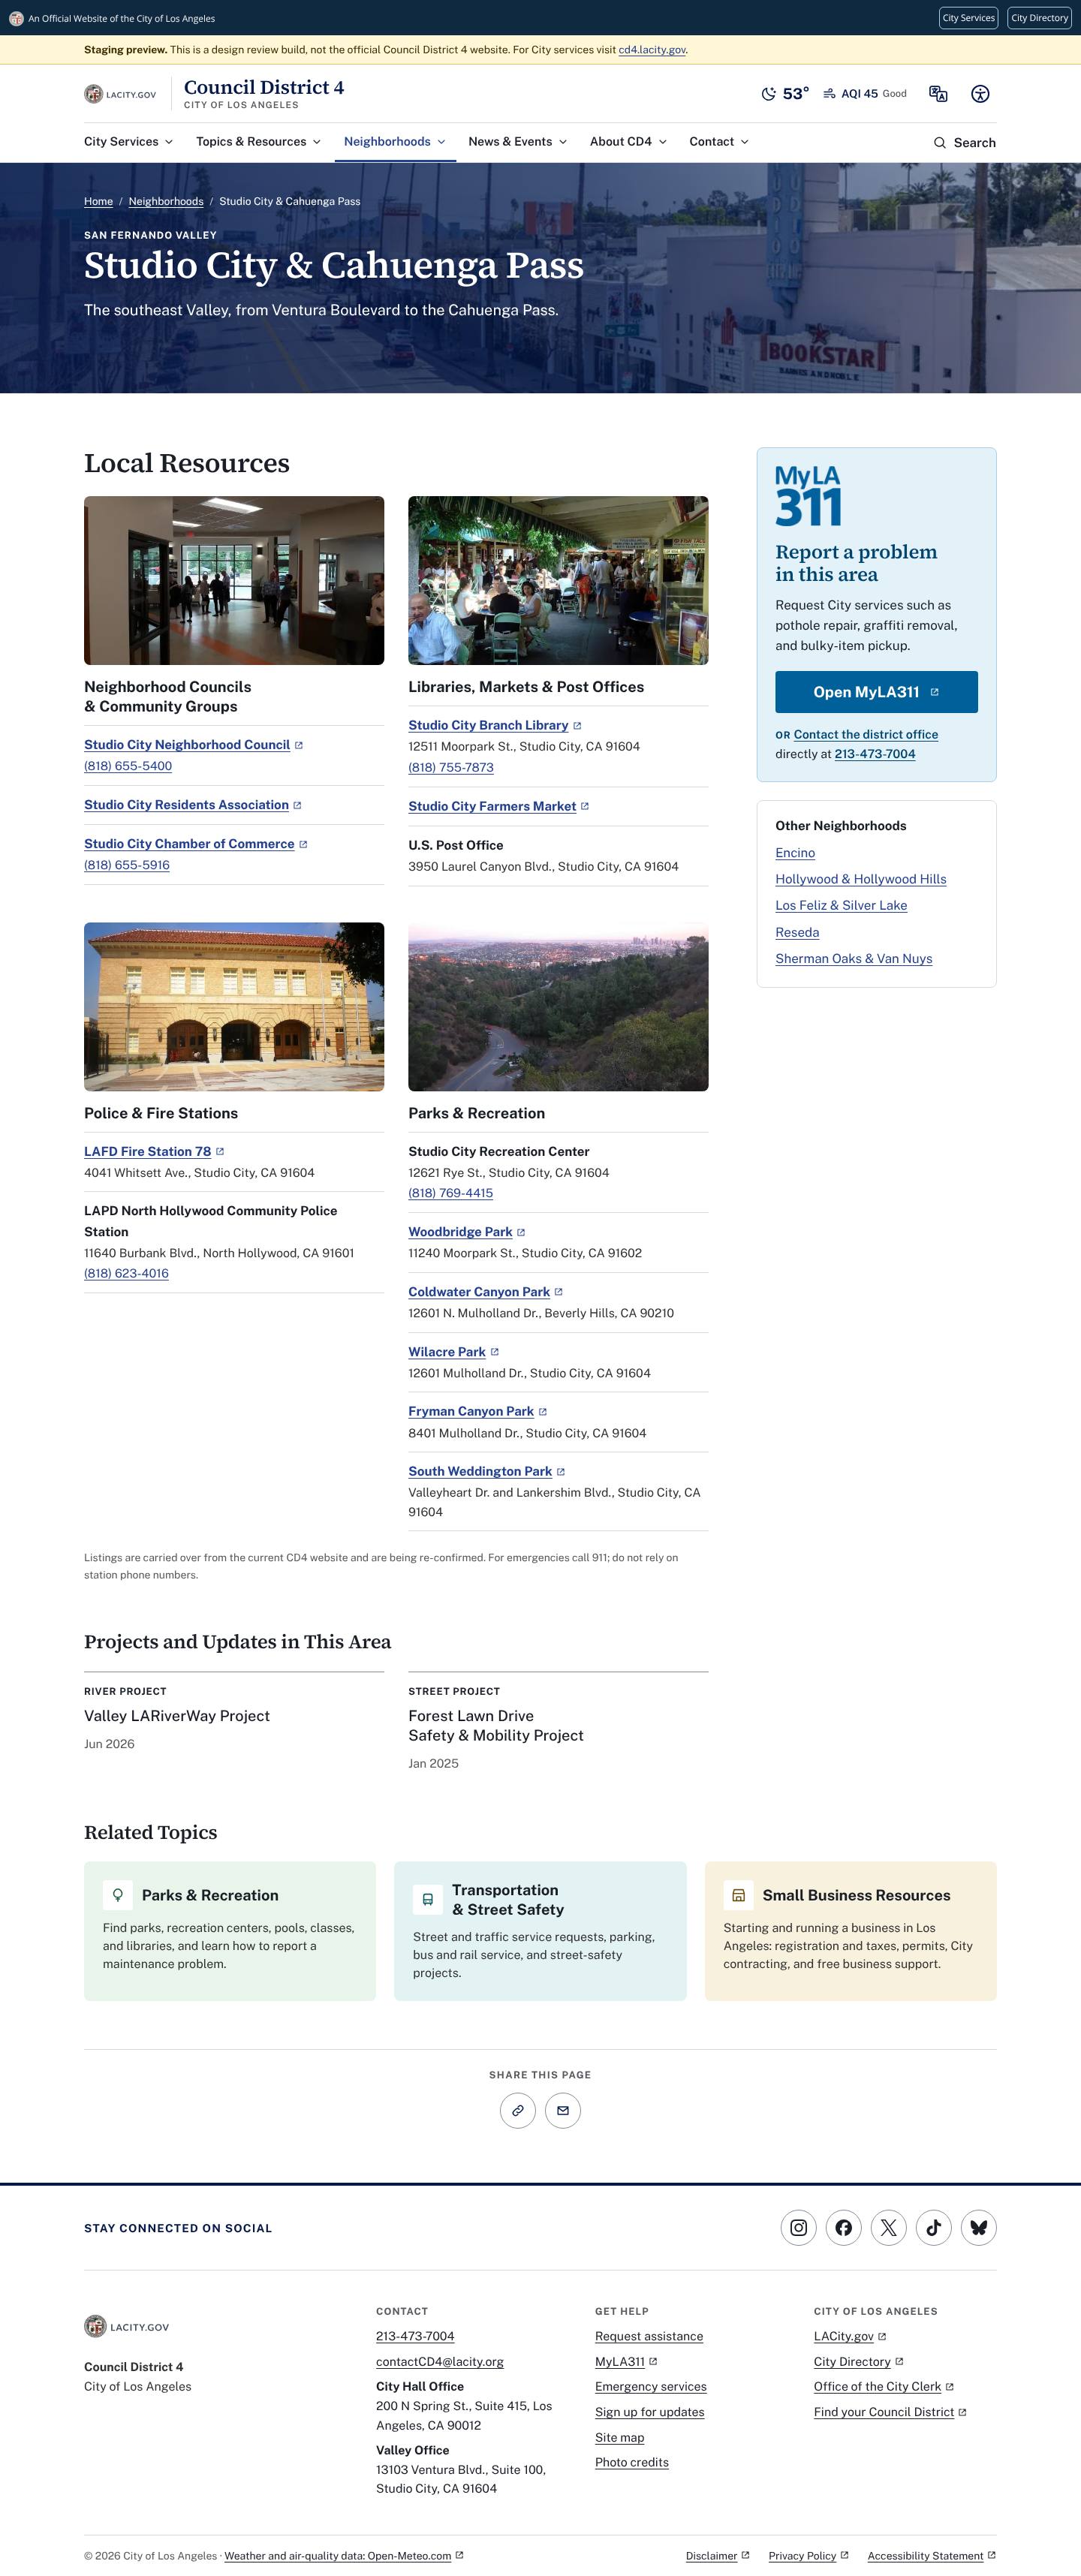 An Official Website of the City of Los Angeles
City Services
City Directory
Staging preview. This is a design review build, not the official Council District 4 website. For City services visit cd4.lacity.gov.
LACITY.GOV
Council District 4
CITY OF LOS ANGELES
53°
AQI 45 Good
City Services
Topics & Resources
Neighborhoods
News & Events
About CD4
Contact
Search
Home / Neighborhoods / Studio City & Cahuenga Pass
SAN FERNANDO VALLEY
Studio City & Cahuenga Pass
The southeast Valley, from Ventura Boulevard to the Cahuenga Pass.
BOOKSTAR
BARNES AND NOBLE
Local Resources
Neighborhood Councils
& Community Groups
Studio City Neighborhood Council
(818) 655-5400
Studio City Residents Association
Studio City Chamber of Commerce
(818) 655-5916
Libraries, Markets & Post Offices
Studio City Branch Library
12511 Moorpark St., Studio City, CA 91604
(818) 755-7873
Studio City Farmers Market
U.S. Post Office
3950 Laurel Canyon Blvd., Studio City, CA 91604
MyLA
311
Report a problem
in this area
Request City services such as
pothole repair, graffiti removal,
and bulky-item pickup.
Open MyLA311
OR Contact the district office
directly at 213-473-7004
Other Neighborhoods
Encino
Hollywood & Hollywood Hills
Los Feliz & Silver Lake
Reseda
Sherman Oaks & Van Nuys
Police & Fire Stations
LAFD Fire Station 78
4041 Whitsett Ave., Studio City, CA 91604
LAPD North Hollywood Community Police
Station
11640 Burbank Blvd., North Hollywood, CA 91601
(818) 623-4016
Parks & Recreation
Studio City Recreation Center
12621 Rye St., Studio City, CA 91604
(818) 769-4415
Woodbridge Park
11240 Moorpark St., Studio City, CA 91602
Coldwater Canyon Park
12601 N. Mulholland Dr., Beverly Hills, CA 90210
Wilacre Park
12601 Mulholland Dr., Studio City, CA 91604
Fryman Canyon Park
8401 Mulholland Dr., Studio City, CA 91604
South Weddington Park
Valleyheart Dr. and Lankershim Blvd., Studio City, CA
91604
Listings are carried over from the current CD4 website and are being re-confirmed. For emergencies call 911; do not rely on
station phone numbers.
Projects and Updates in This Area
RIVER PROJECT
Valley LARiverWay Project
Jun 2026
STREET PROJECT
Forest Lawn Drive
Safety & Mobility Project
Jan 2025
Related Topics
Parks & Recreation
Find parks, recreation centers, pools, classes,
and libraries, and learn how to report a
maintenance problem.
Transportation
& Street Safety
Street and traffic service requests, parking,
bus and rail service, and street-safety
projects.
Small Business Resources
Starting and running a business in Los
Angeles: registration and taxes, permits, City
contracting, and free business support.
SHARE THIS PAGE
STAY CONNECTED ON SOCIAL
LACITY.GOV
Council District 4
City of Los Angeles
CONTACT
213-473-7004
contactCD4@lacity.org
City Hall Office
200 N Spring St., Suite 415, Los
Angeles, CA 90012
Valley Office
13103 Ventura Blvd., Suite 100,
Studio City, CA 91604
GET HELP
Request assistance
MyLA311
Emergency services
Sign up for updates
Site map
Photo credits
CITY OF LOS ANGELES
LACity.gov
City Directory
Office of the City Clerk
Find your Council District
© 2026 City of Los Angeles · Weather and air-quality data: Open-Meteo.com
Disclaimer
Privacy Policy
Accessibility Statement